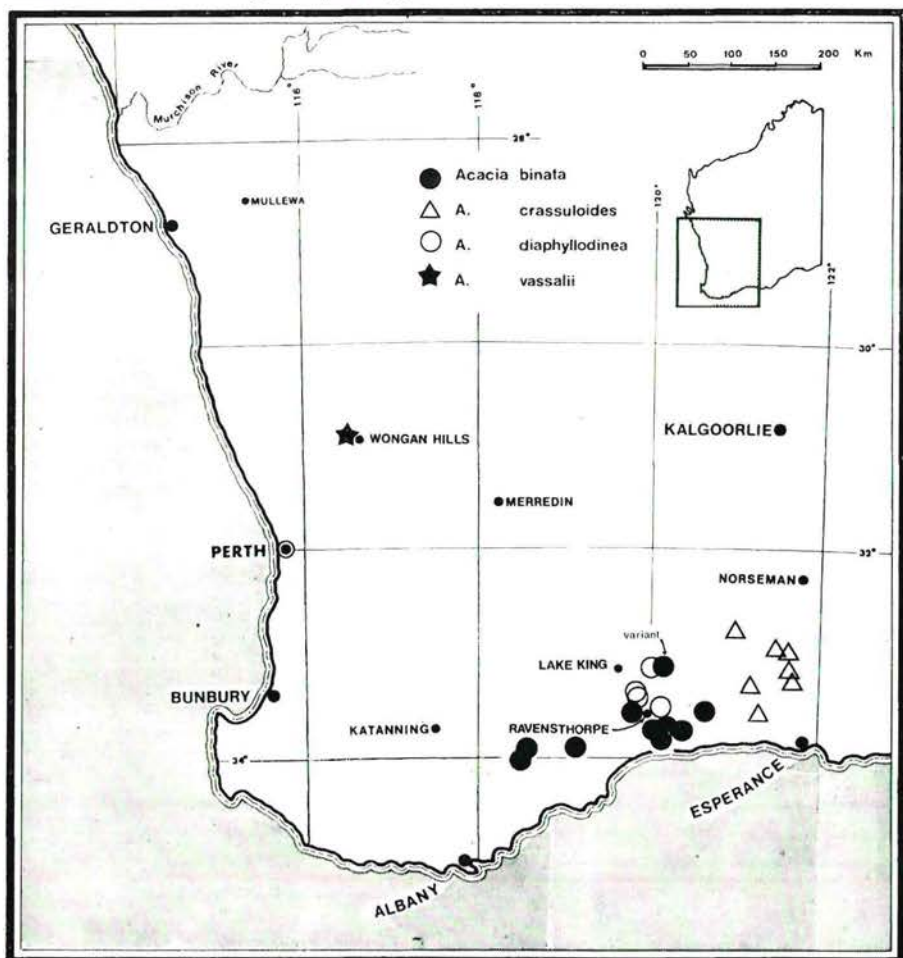 0 50 100 150 200 Km
Murchison River
116°
118°
28°
120°
122°
Acacia binata
A. crassuloides
A. diaphyllodinea
A. vassalii
MULLEWA
GERALDTON
30°
WONGAN HILLS
KALGOORLIE
MERREDIN
PERTH
32°
NORSEMAN
variant
LAKE KING
BUNBURY
RAVENSTHORPE
KATANNING
34°
ESPERANCE
ALBANY